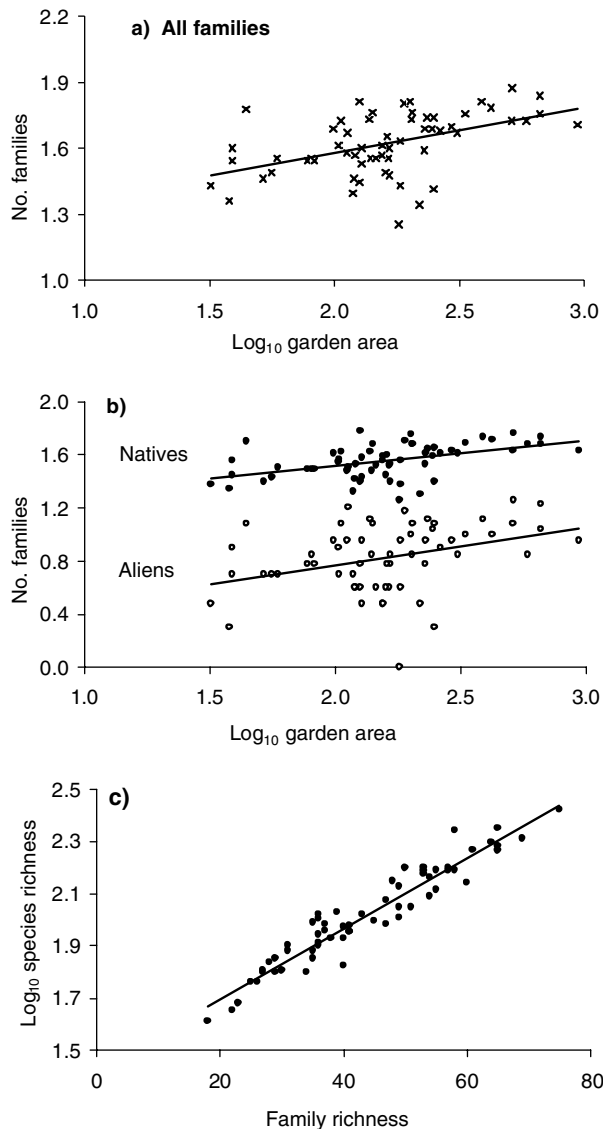 a) All families
2.2
1.9
1.6
1.3
1.0
No. families
1.0 1.5 2.0 2.5 3.0
Log10 garden area
b)
2.0
1.6
1.2
0.8
0.4
0.0
No. families
Natives
Aliens
1.0 1.5 2.0 2.5 3.0
Log10 garden area
c)
2.5
2.3
2.1
1.9
1.7
1.5
Log10 species richness
0 20 40 60 80
Family richness